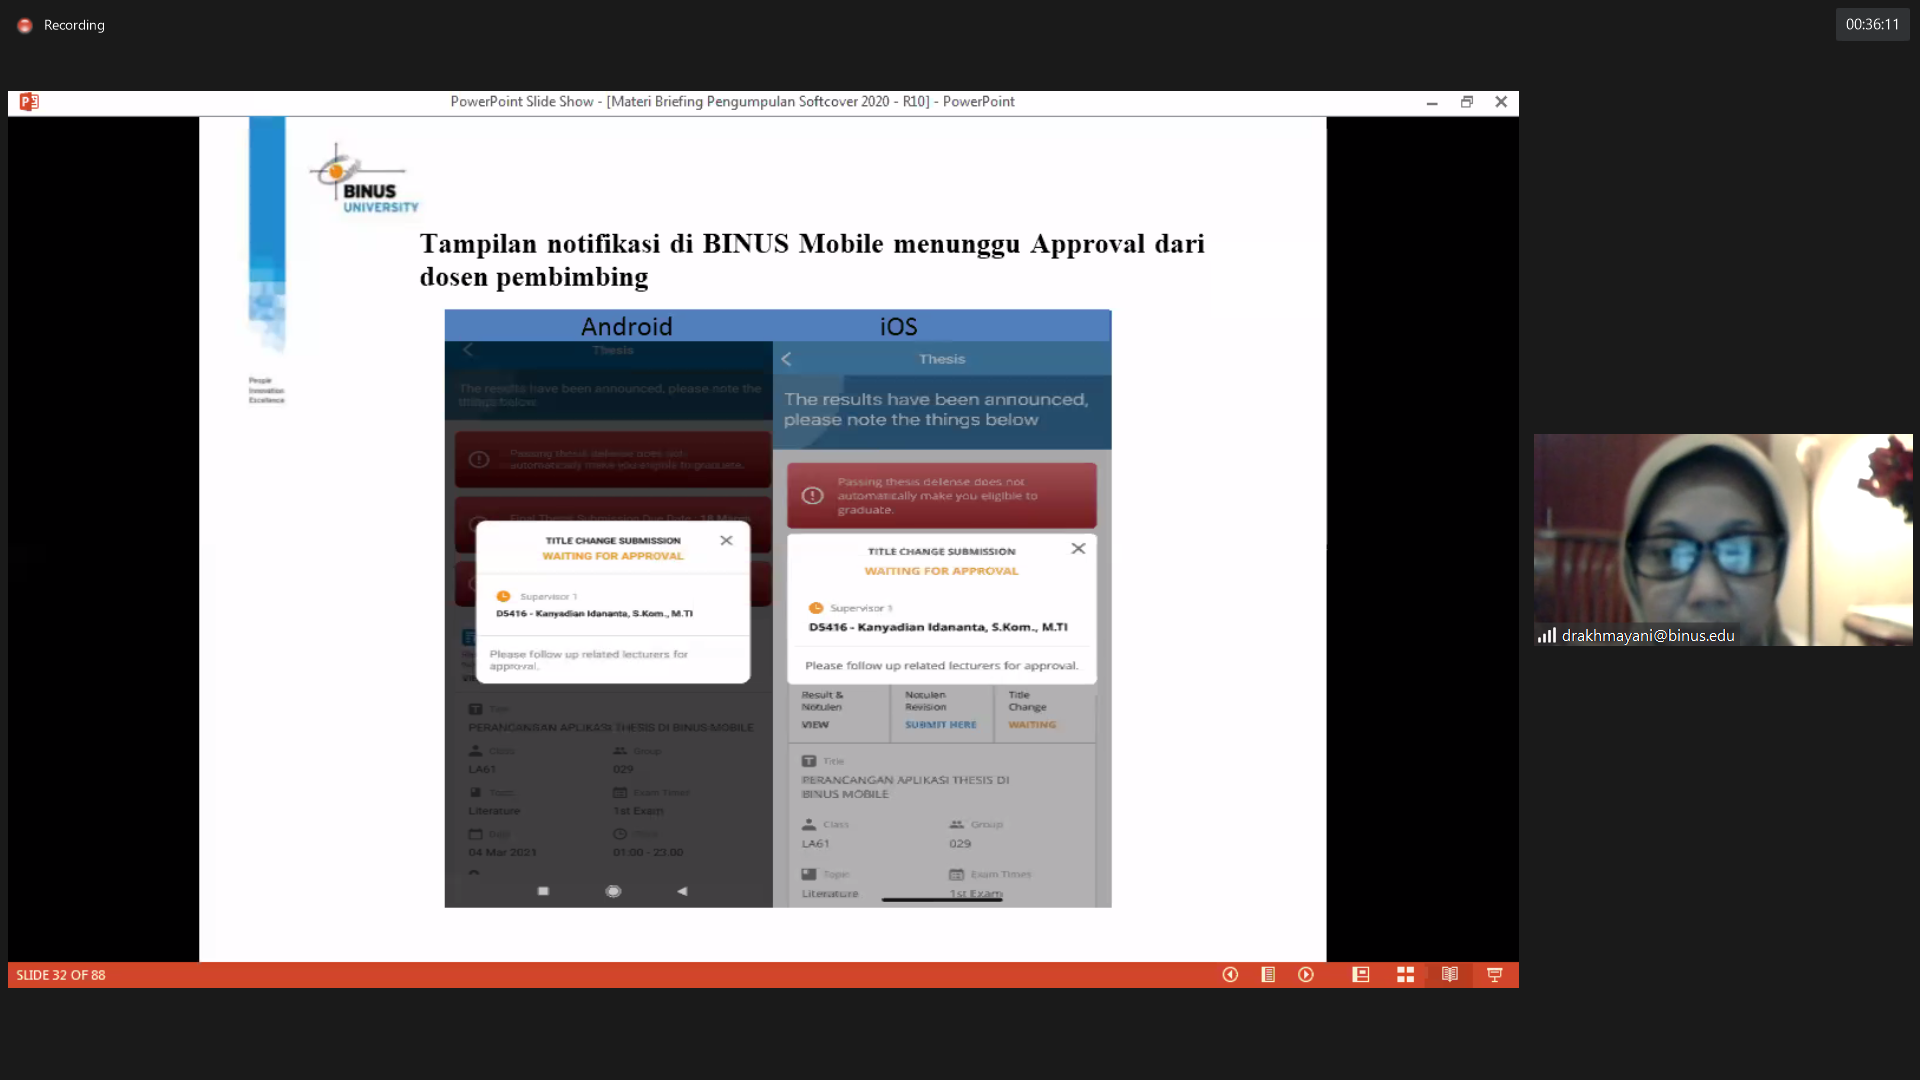 Recording
00:36:11
PowerPoint Slide Show - [Materi Briefing Pengumpulan Softcover 2020 - R10] - PowerPoint
BINUS
UNIVERSITY
People
Innovation
Excellence
Tampilan notifikasi di BINUS Mobile menunggu Approval dari
dosen pembimbing
Android
iOS
Thesis
The results have been announced, please note the
things below
Passing thesis defense does not
automatically make you eligible to graduate.
Final Thesis Submission Due Date : 18 March
TITLE CHANGE SUBMISSION
WAITING FOR APPROVAL
Supervisor 1
D5416 - Kanyadian Idananta, S.Kom., M.TI
Please follow up related lecturers for
approval.
Title
PERANCANGAN APLIKASI THESIS DI BINUS MOBILE
Class
Group
LA61
029
Topic
Exam Times
Literature
1st Exam
Date
04 Mar 2021
01:00 - 23:00
Thesis
The results have been announced,
please note the things below
Passing thesis defense does not
automatically make you eligible to
graduate.
TITLE CHANGE SUBMISSION
WAITING FOR APPROVAL
Supervisor 1
D5416 - Kanyadian Idananta, S.Kom., M.TI
Please follow up related lecturers for approval.
Result &
Notulen
VIEW
Notulen
Revision
SUBMIT HERE
Title
Change
WAITING
Title
PERANCANGAN APLIKASI THESIS DI
BINUS MOBILE
Class
Group
LA61
029
Topic
Exam Times
Literature
1st Exam
drakhmayani@binus.edu
SLIDE 32 OF 88